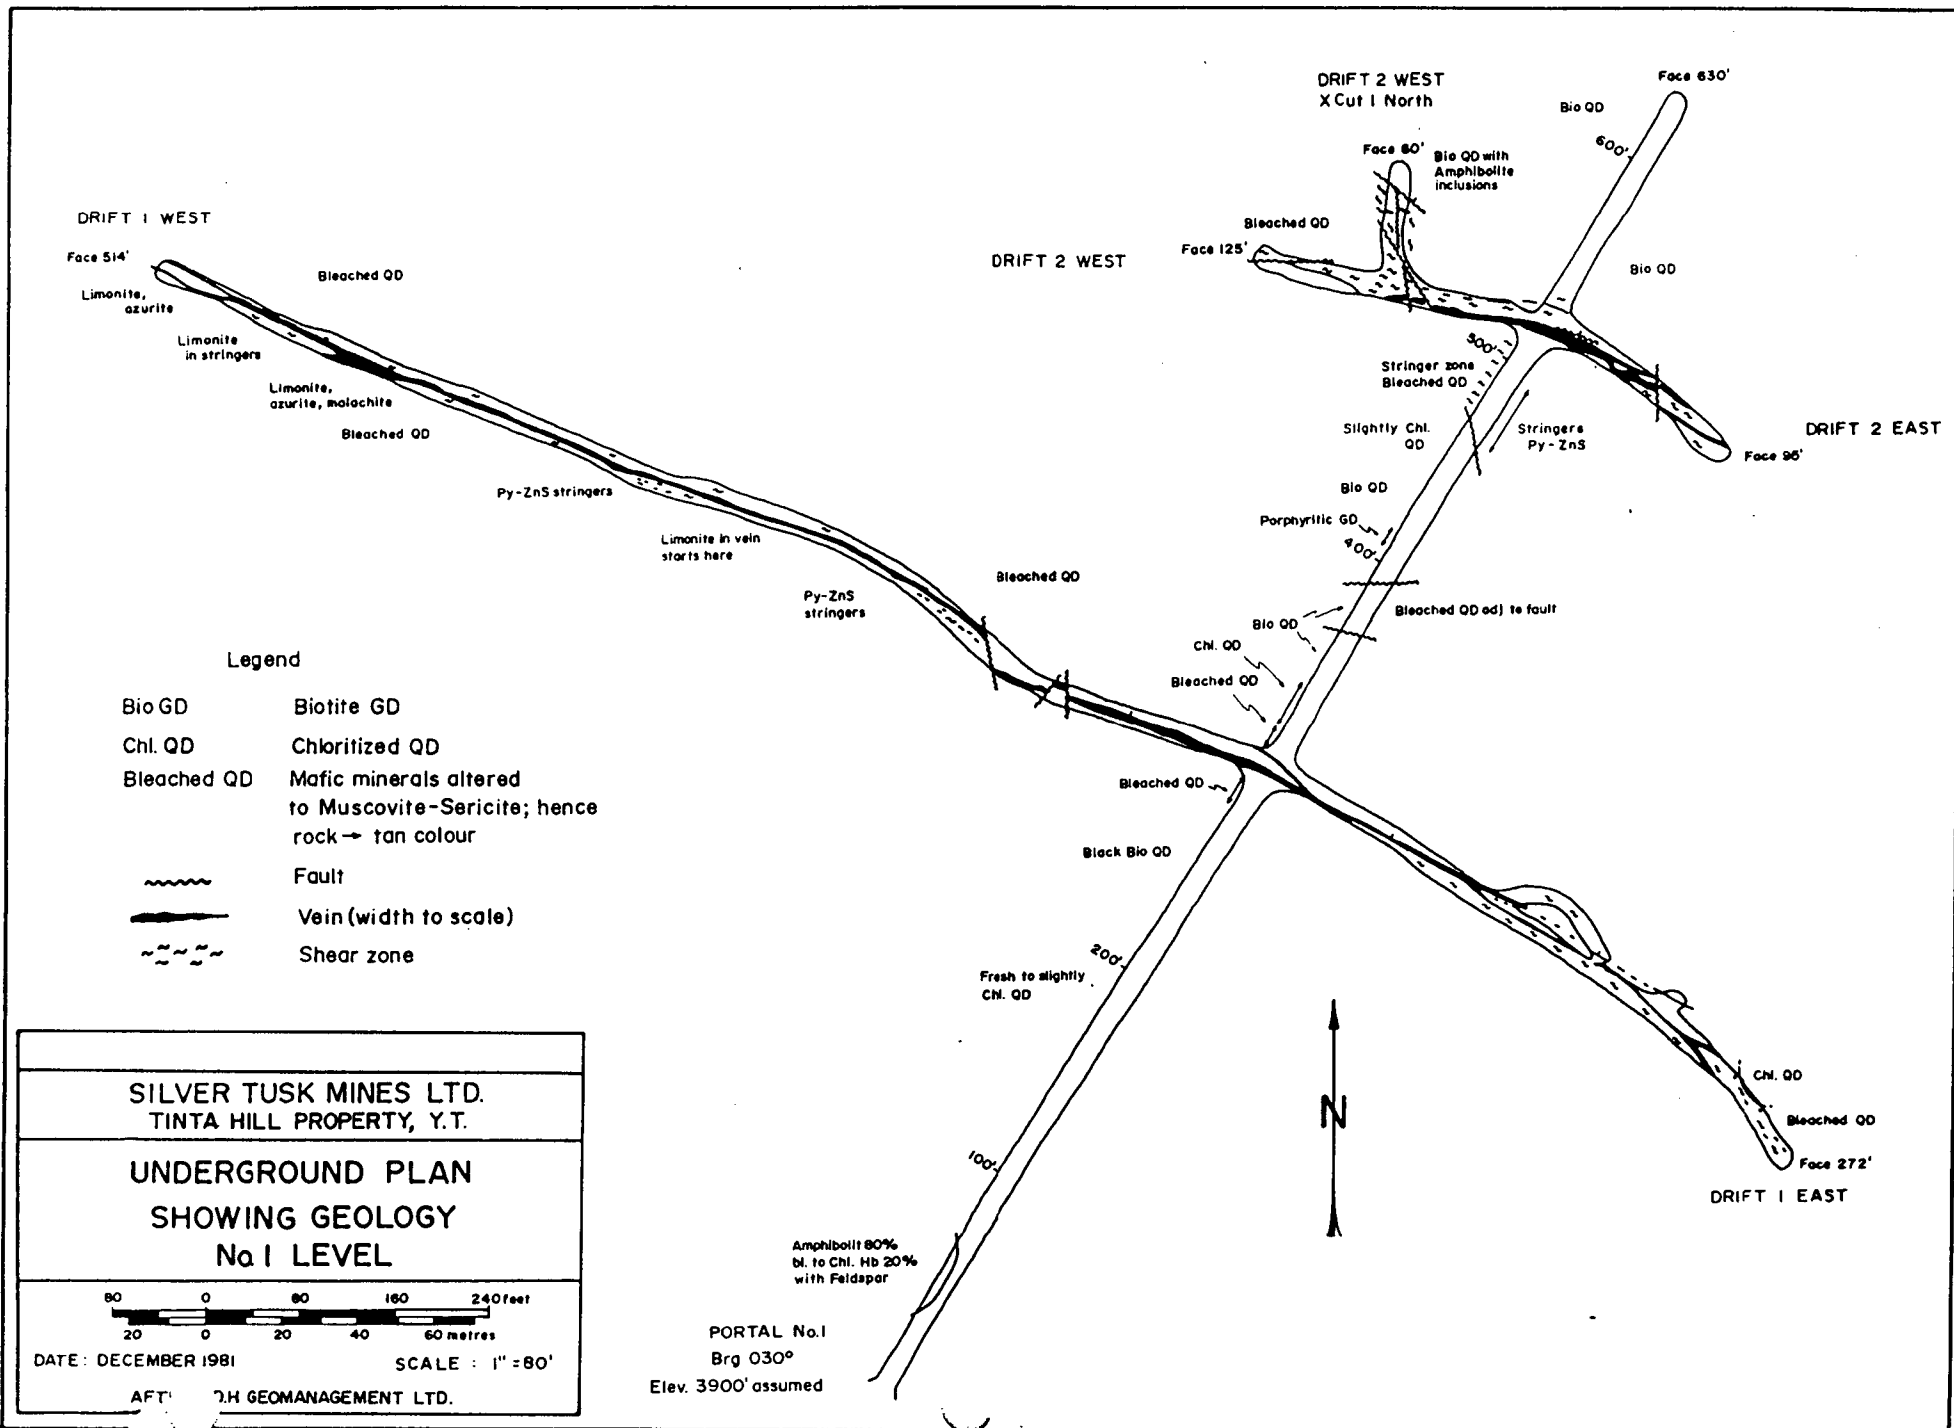 DRIFT 2 WEST
X Cut 1 North
Face 630'
Bio QD
600'
Face 60'
Bio QD with
Amphibolite
inclusions
DRIFT 1 WEST
Face 514'
Bleached QD
Limonite,
azurite
Limonite
in stringers
Limonite,
azurite, malachite
Bleached QD
Py-ZnS stringers
Limonite in vein
starts here
Py-ZnS
stringers
Bleached QD
DRIFT 2 WEST
Bleached QD
Face 125'
Bio QD
500'
Stringer zone
Bleached QD
Slightly Chl.
QD
Stringers
Py-ZnS
DRIFT 2 EAST
Face 95'
Bio QD
Porphyritic GD
400'
Bleached QD adj to fault
Bio QD
Chl. QD
Bleached QD
Bleached QD
Black Bio QD
200'
Fresh to slightly
Chl. QD
100'
N
Chl. QD
Bleached QD
Face 272'
DRIFT 1 EAST
Amphibolit 80%
bl. to Chl. Hb 20%
with Feldspar
PORTAL No.1
Brg 030°
Elev. 3900' assumed
Legend
Bio GD Biotite GD
Chl. QD Chloritized QD
Bleached QD Mafic minerals altered
to Muscovite-Sericite; hence
rock → tan colour
Fault
Vein (width to scale)
Shear zone
SILVER TUSK MINES LTD.
TINTA HILL PROPERTY, Y.T.
UNDERGROUND PLAN
SHOWING GEOLOGY
No 1 LEVEL
80 0 80 160 240 feet
20 0 20 40 60 metres
DATE: DECEMBER 1981 SCALE : 1" = 80'
GEOMANAGEMENT LTD.